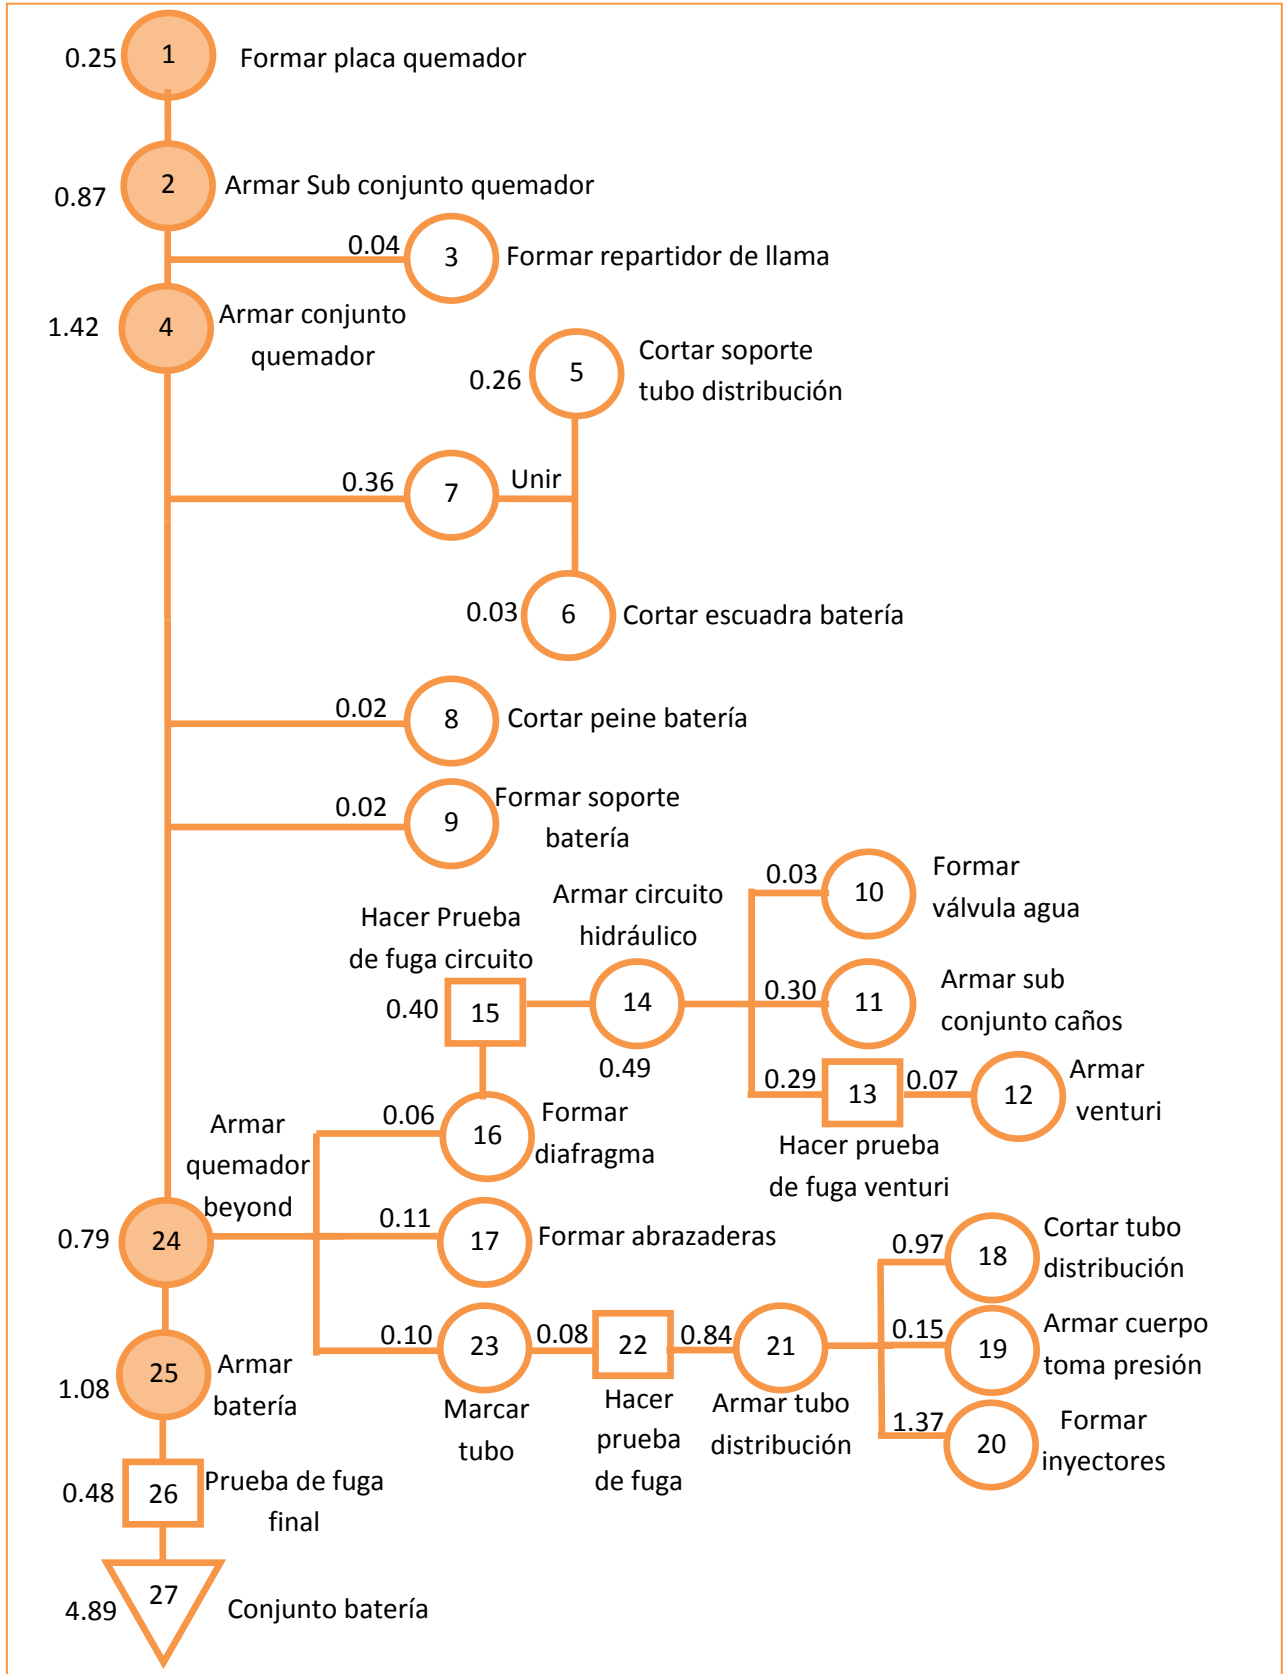 0.25
1
Formar placa quemador
0.87
2
Armar Sub conjunto quemador
0.04
3
Formar repartidor de llama
1.42
4
Armar conjunto
quemador
0.26
5
Cortar soporte
tubo distribución
0.36
7
Unir
0.03
6
Cortar escuadra batería
0.02
8
Cortar peine batería
0.02
9
Formar soporte
batería
0.03
10
Formar
válvula agua
Hacer Prueba
de fuga circuito
0.40
15
Armar circuito
hidráulico
14
0.49
0.30
11
Armar sub
conjunto caños
0.29
13
Hacer prueba
de fuga venturi
0.07
12
Armar
venturi
0.06
16
Formar
diafragma
Armar
quemador
beyond
0.79
24
0.11
17
Formar abrazaderas
0.97
18
Cortar tubo
distribución
0.10
23
Marcar
tubo
0.08
22
Hacer
prueba
de fuga
0.84
21
Armar tubo
distribución
0.15
19
Armar cuerpo
toma presión
1.37
20
Formar
inyectores
1.08
25
Armar
batería
0.48
26
Prueba de fuga
final
4.89
27
Conjunto batería